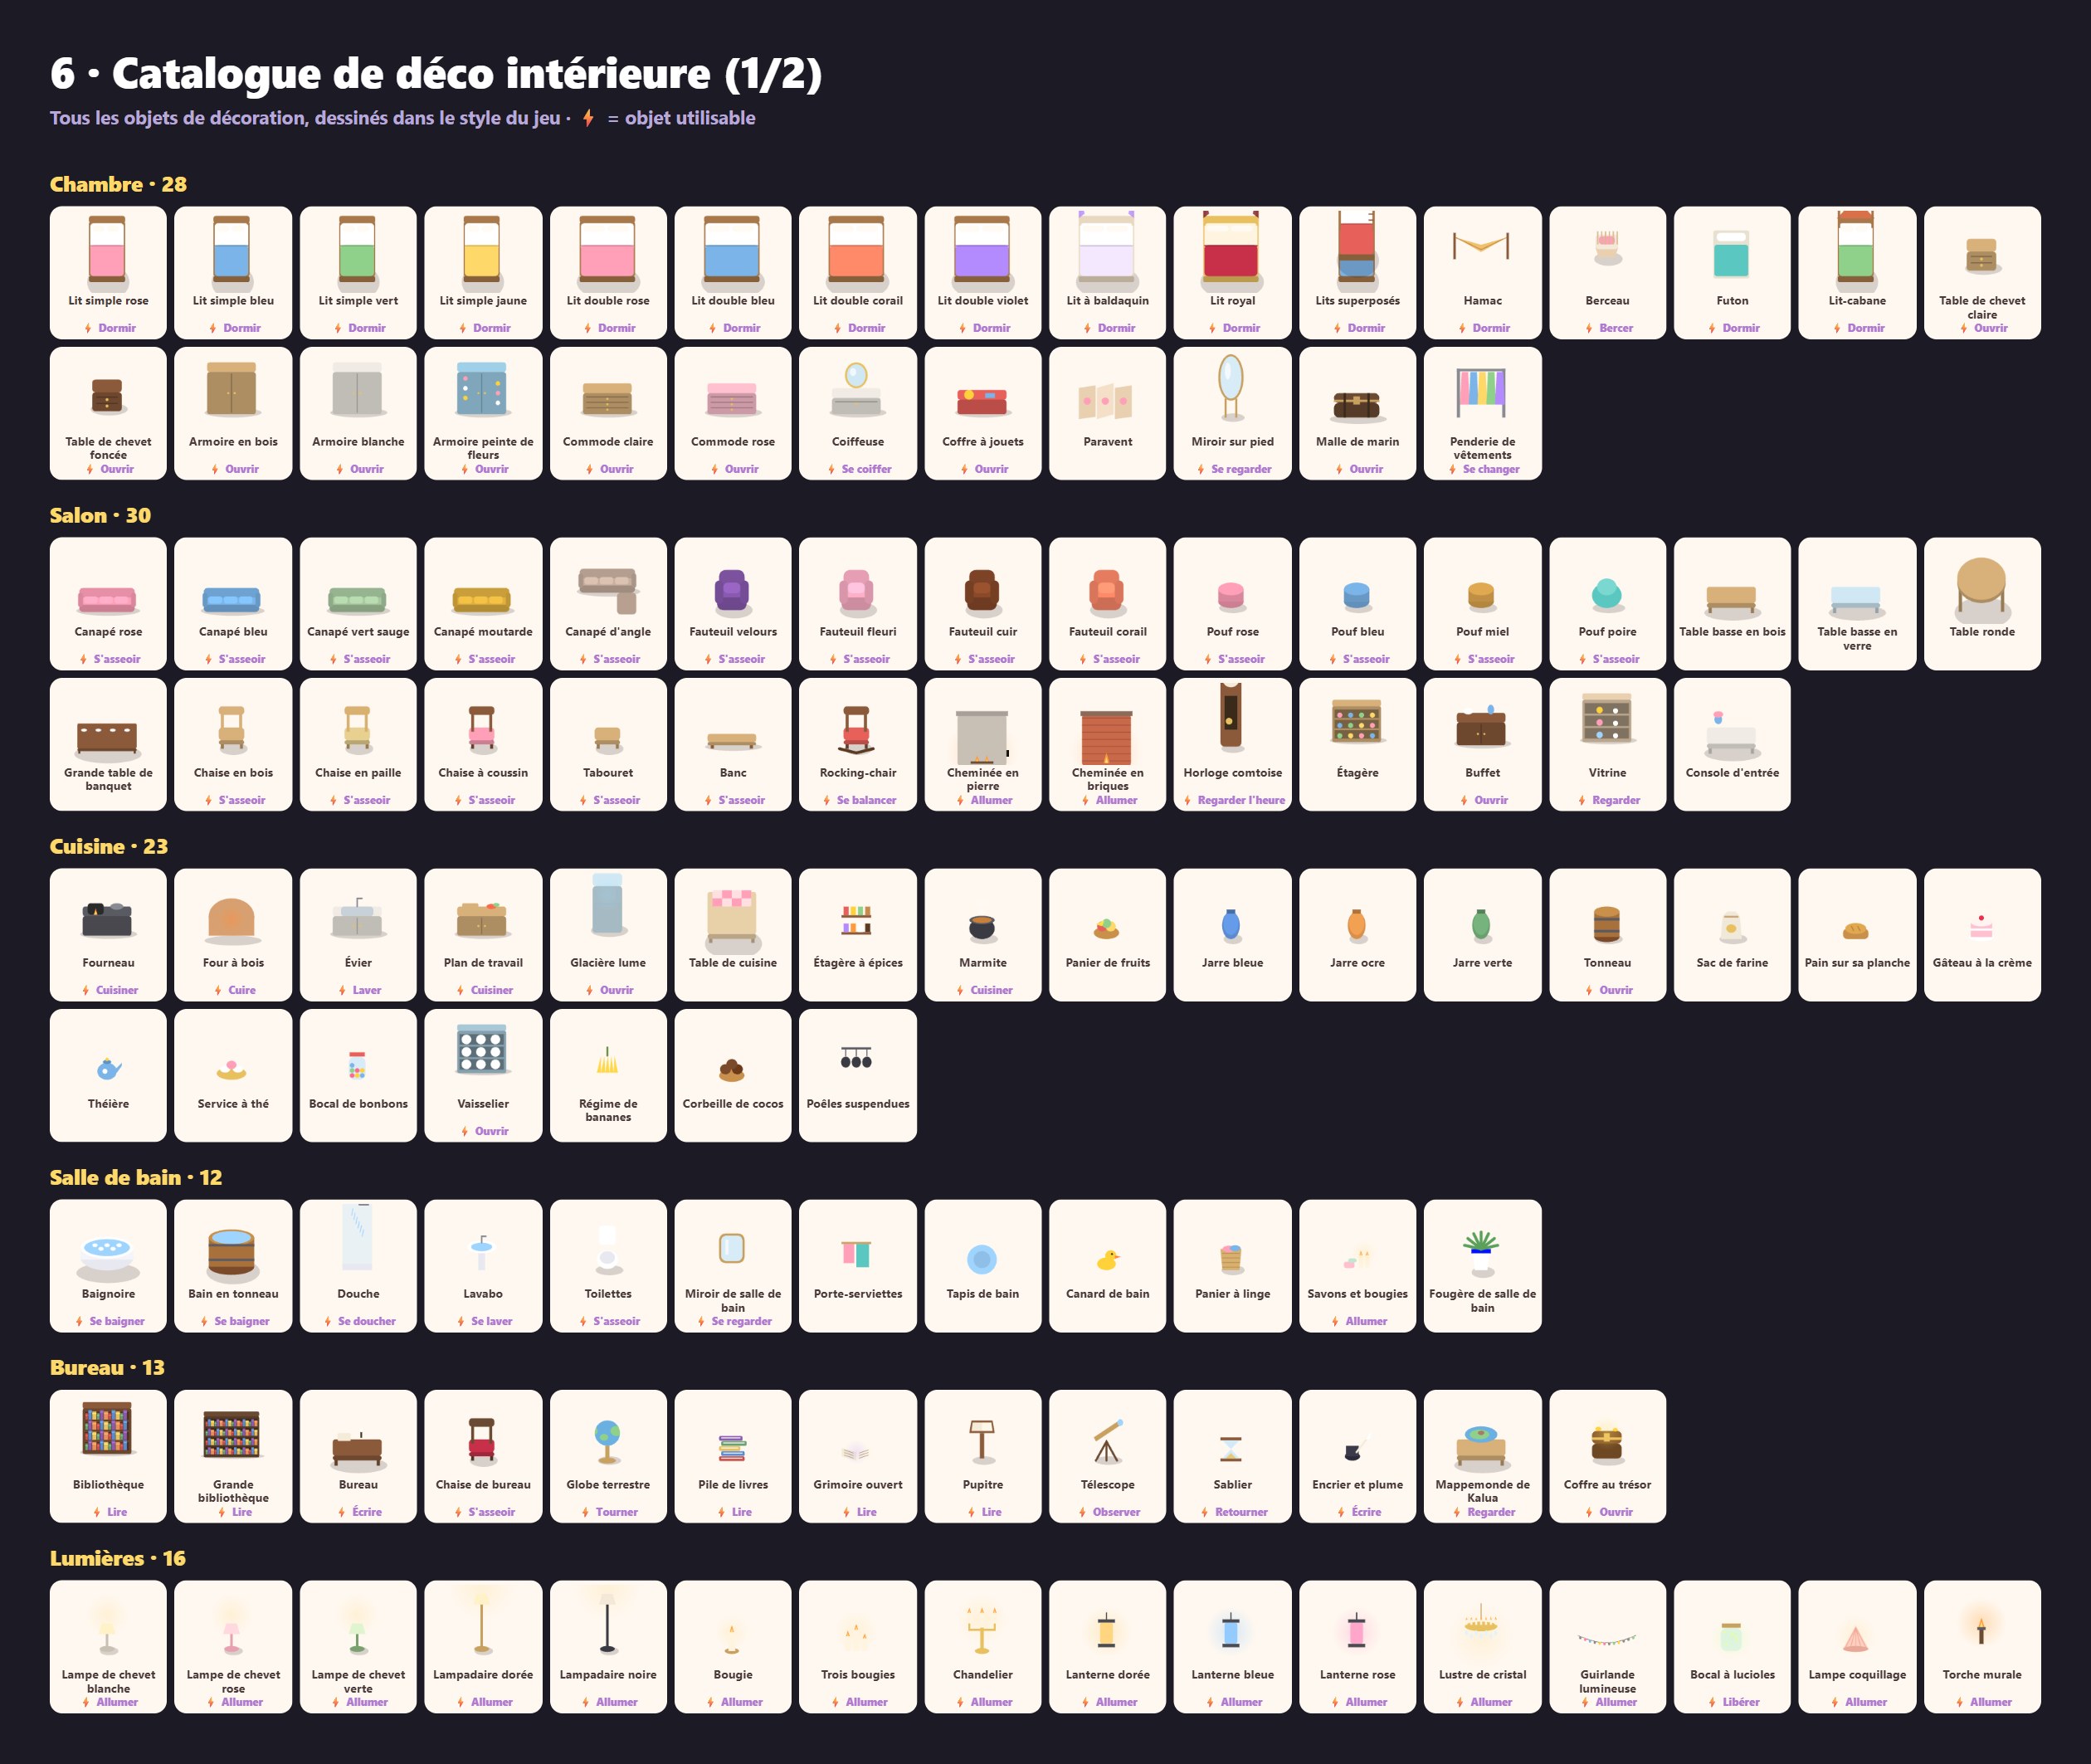 6 · Catalogue de déco intérieure (1/2)
Tous les objets de décoration, dessinés dans le style du jeu · ⚡ = objet utilisable
Chambre · 28
Lit simple rose
⚡ Dormir
Lit simple bleu
⚡ Dormir
Lit simple vert
⚡ Dormir
Lit simple jaune
⚡ Dormir
Lit double rose
⚡ Dormir
Lit double bleu
⚡ Dormir
Lit double corail
⚡ Dormir
Lit double violet
⚡ Dormir
Lit à baldaquin
⚡ Dormir
Lit royal
⚡ Dormir
Lits superposés
⚡ Dormir
Hamac
⚡ Dormir
Berceau
⚡ Bercer
Futon
⚡ Dormir
Lit-cabane
⚡ Dormir
Table de chevet
claire
⚡ Ouvrir
Table de chevet
foncée
⚡ Ouvrir
Armoire en bois
⚡ Ouvrir
Armoire blanche
⚡ Ouvrir
Armoire peinte de
fleurs
⚡ Ouvrir
Commode claire
⚡ Ouvrir
Commode rose
⚡ Ouvrir
Coiffeuse
⚡ Se coiffer
Coffre à jouets
⚡ Ouvrir
Paravent
Miroir sur pied
⚡ Se regarder
Malle de marin
⚡ Ouvrir
Penderie de
vêtements
⚡ Se changer
Salon · 30
Canapé rose
⚡ S'asseoir
Canapé bleu
⚡ S'asseoir
Canapé vert sauge
⚡ S'asseoir
Canapé moutarde
⚡ S'asseoir
Canapé d'angle
⚡ S'asseoir
Fauteuil velours
⚡ S'asseoir
Fauteuil fleuri
⚡ S'asseoir
Fauteuil cuir
⚡ S'asseoir
Fauteuil corail
⚡ S'asseoir
Pouf rose
⚡ S'asseoir
Pouf bleu
⚡ S'asseoir
Pouf miel
⚡ S'asseoir
Pouf poire
⚡ S'asseoir
Table basse en bois
Table basse en
verre
Table ronde
Grande table de
banquet
Chaise en bois
⚡ S'asseoir
Chaise en paille
⚡ S'asseoir
Chaise à coussin
⚡ S'asseoir
Tabouret
⚡ S'asseoir
Banc
⚡ S'asseoir
Rocking-chair
⚡ Se balancer
Cheminée en
pierre
⚡ Allumer
Cheminée en
briques
⚡ Allumer
Horloge comtoise
⚡ Regarder l'heure
Étagère
Buffet
⚡ Ouvrir
Vitrine
⚡ Regarder
Console d'entrée
Cuisine · 23
Fourneau
⚡ Cuisiner
Four à bois
⚡ Cuire
Évier
⚡ Laver
Plan de travail
⚡ Cuisiner
Glacière lume
⚡ Ouvrir
Table de cuisine
Étagère à épices
Marmite
⚡ Cuisiner
Panier de fruits
Jarre bleue
Jarre ocre
Jarre verte
Tonneau
⚡ Ouvrir
Sac de farine
Pain sur sa planche
Gâteau à la crème
Théière
Service à thé
Bocal de bonbons
Vaisselier
⚡ Ouvrir
Régime de
bananes
Corbeille de cocos
Poêles suspendues
Salle de bain · 12
Baignoire
⚡ Se baigner
Bain en tonneau
⚡ Se baigner
Douche
⚡ Se doucher
Lavabo
⚡ Se laver
Toilettes
⚡ S'asseoir
Miroir de salle de
bain
⚡ Se regarder
Porte-serviettes
Tapis de bain
Canard de bain
Panier à linge
Savons et bougies
⚡ Allumer
Fougère de salle de
bain
Bureau · 13
Bibliothèque
⚡ Lire
Grande
bibliothèque
⚡ Lire
Bureau
⚡ Écrire
Chaise de bureau
⚡ S'asseoir
Globe terrestre
⚡ Tourner
Pile de livres
⚡ Lire
Grimoire ouvert
⚡ Lire
Pupitre
⚡ Lire
Télescope
⚡ Observer
Sablier
⚡ Retourner
Encrier et plume
⚡ Écrire
Mappemonde de
Kalua
⚡ Regarder
Coffre au trésor
⚡ Ouvrir
Lumières · 16
Lampe de chevet
blanche
⚡ Allumer
Lampe de chevet
rose
⚡ Allumer
Lampe de chevet
verte
⚡ Allumer
Lampadaire dorée
⚡ Allumer
Lampadaire noire
⚡ Allumer
Bougie
⚡ Allumer
Trois bougies
⚡ Allumer
Chandelier
⚡ Allumer
Lanterne dorée
⚡ Allumer
Lanterne bleue
⚡ Allumer
Lanterne rose
⚡ Allumer
Lustre de cristal
⚡ Allumer
Guirlande
lumineuse
⚡ Allumer
Bocal à lucioles
⚡ Libérer
Lampe coquillage
⚡ Allumer
Torche murale
⚡ Allumer